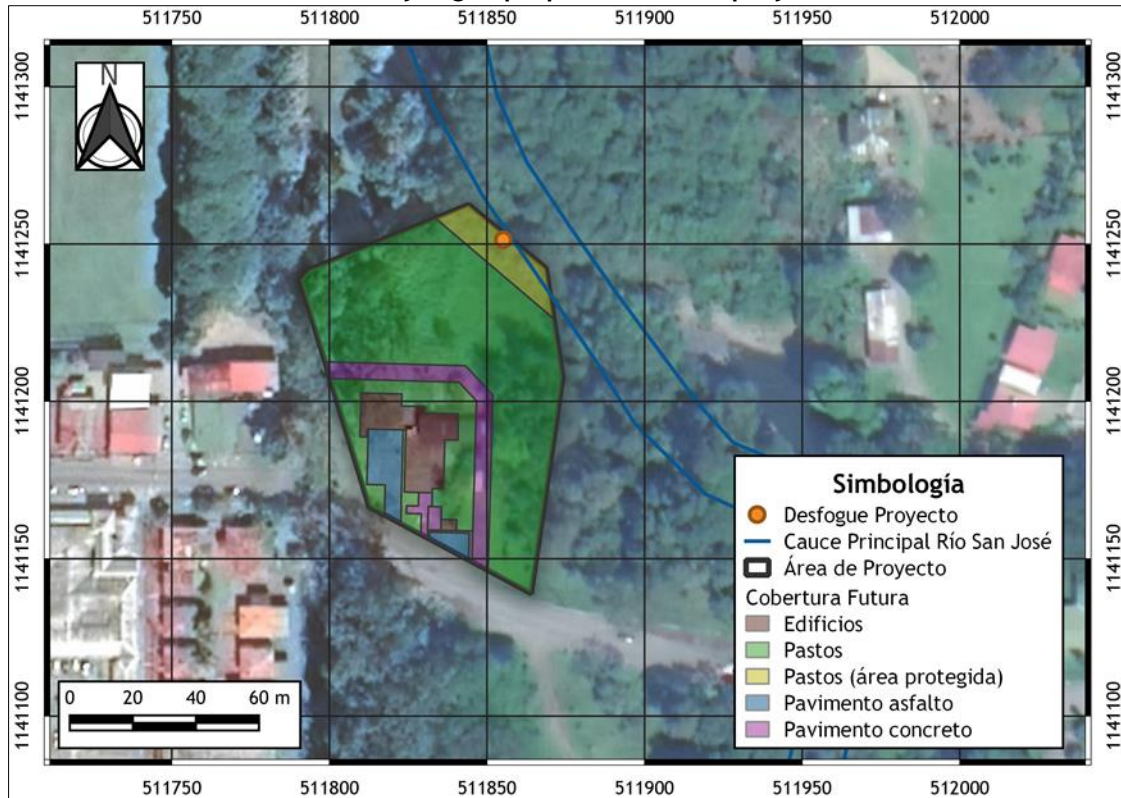 511750 511800 511850 511900 511950 512000
1141300 1141300
N
1141250 1141250
1141200 1141200
1141150 1141150
1141100 1141100
Simbología
Desfogue Proyecto
Cauce Principal Río San José
Área de Proyecto
Cobertura Futura
Edificios
Pastos
Pastos (área protegida)
Pavimento asfalto
Pavimento concreto
0 20 40 60 m
511750 511800 511850 511900 511950 512000